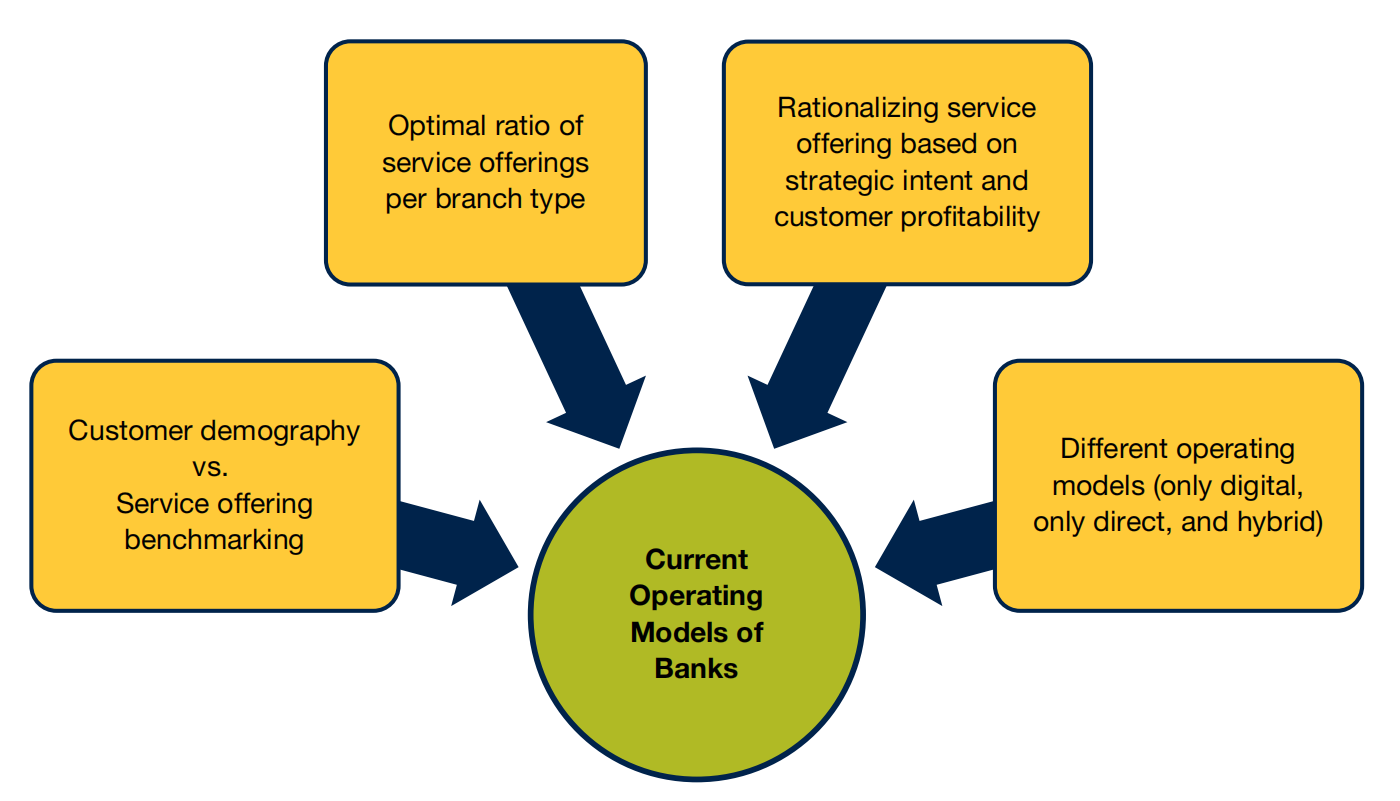 Optimal ratio of
service offerings
per branch type
Rationalizing service
offering based on
strategic intent and
customer profitability
Customer demography
vs.
Service offering
benchmarking
Different operating
models (only digital,
only direct, and hybrid)
Current
Operating
Models of
Banks